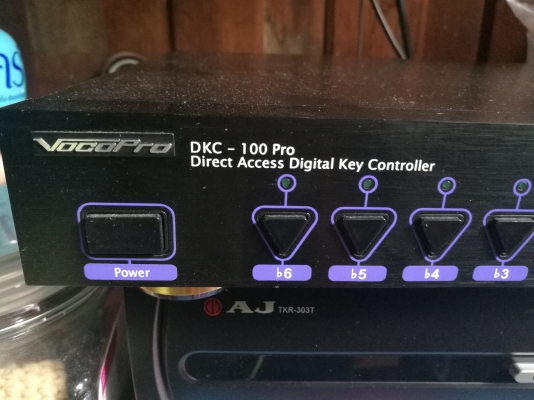 VocoPro
DKC - 100 Pro
Direct Access Digital Key Controller
Power
♭6
♭5
♭4
♭3
AJ TKR-303T